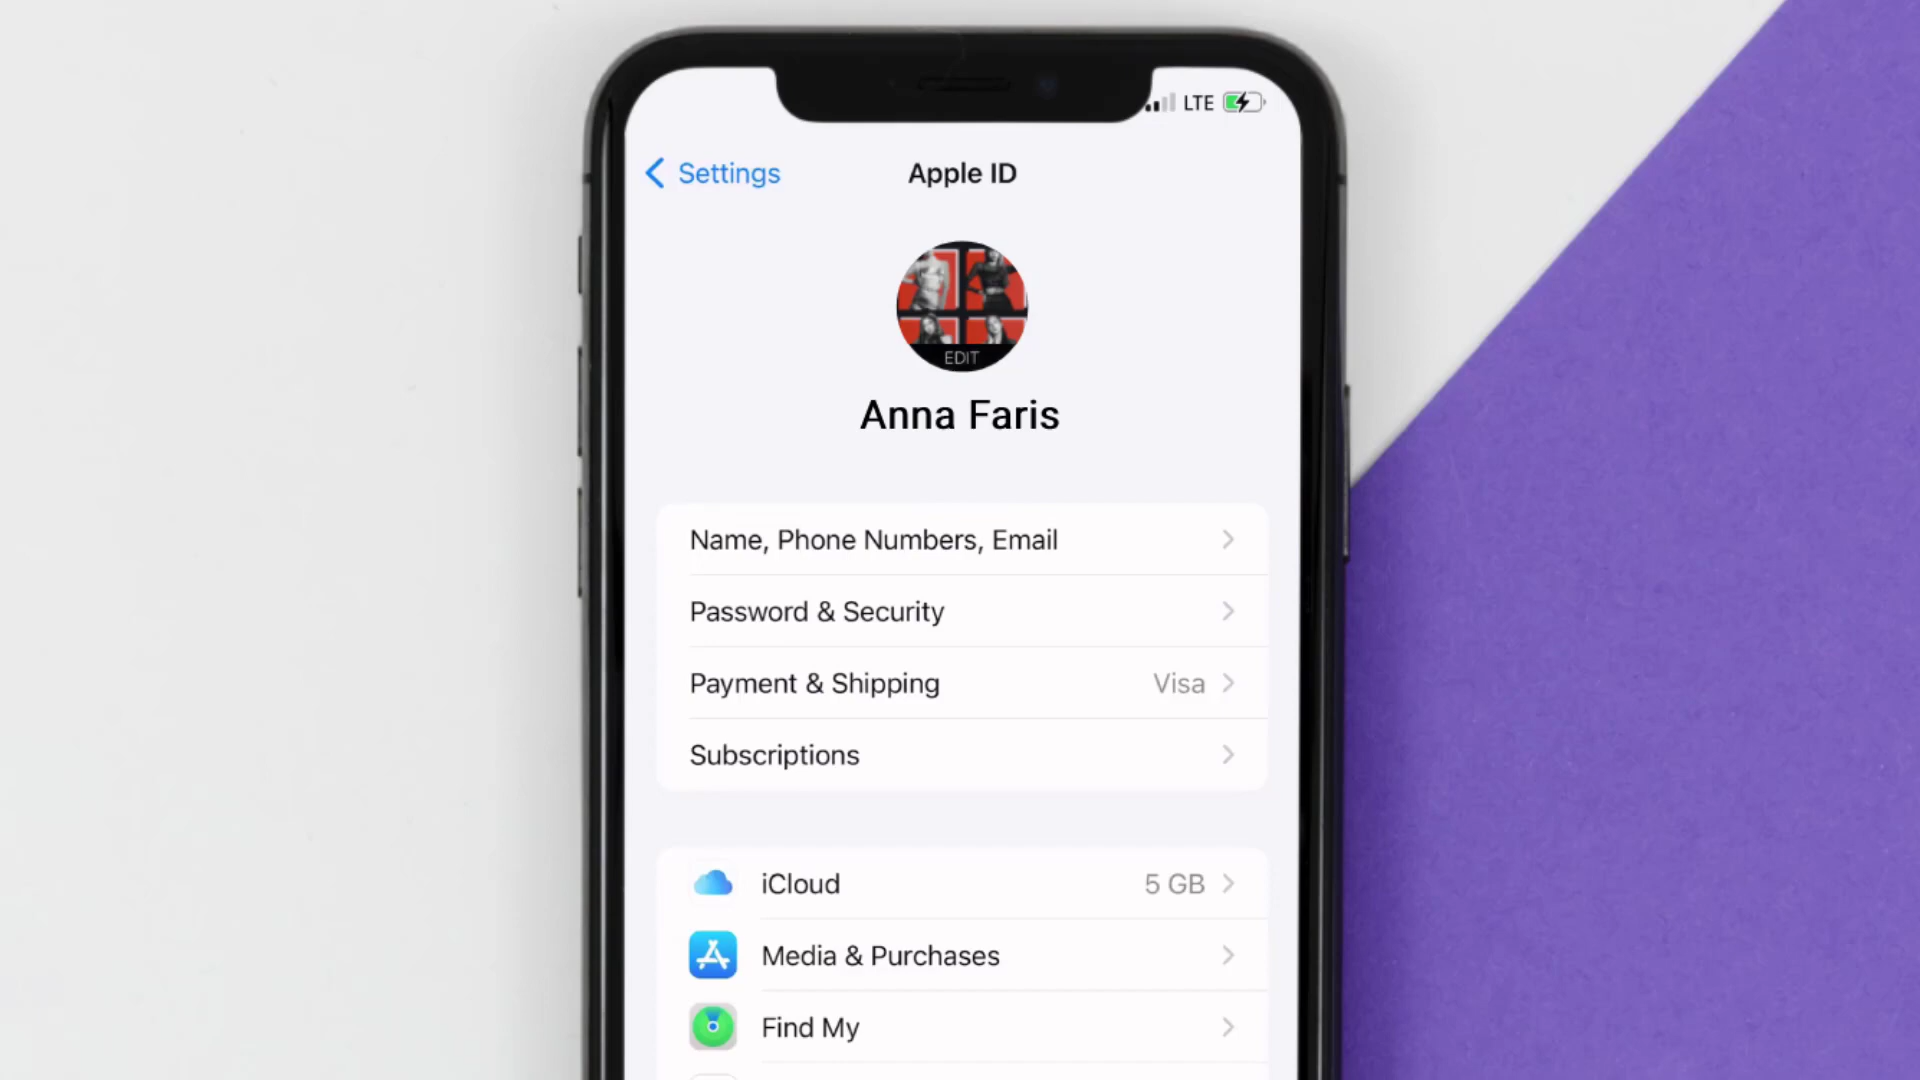 LTE
Settings
Apple ID
EDIT
Anna Faris
Name, Phone Numbers, Email
Password & Security
Payment & Shipping Visa
Subscriptions
iCloud 5 GB
Media & Purchases
Find My